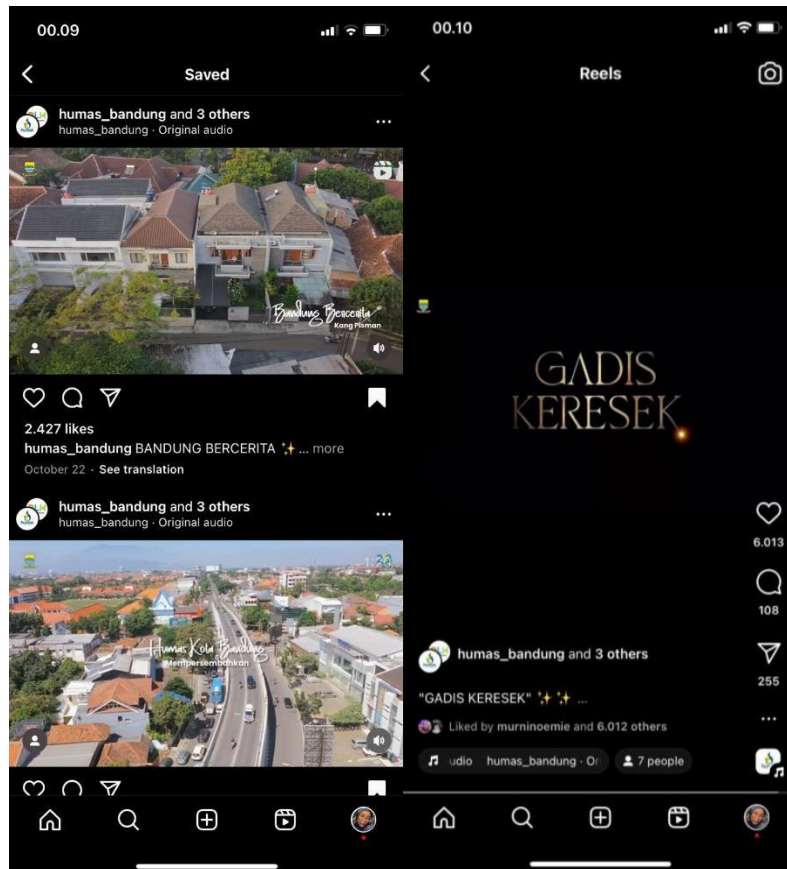 00.09
Saved
humas_bandung and 3 others
humas_bandung · Original audio
Bandung Bercerita
Kang Pisman
2.427 likes
humas_bandung BANDUNG BERCERITA ✨ ... more
October 22 · See translation
humas_bandung and 3 others
humas_bandung · Original audio
Humas Kota Bandung
Mempersembahkan
00.10
Reels
GADIS
KERESEK
6.013
108
humas_bandung and 3 others
255
"GADIS KERESEK" ✨ ✨ ...
Liked by murninoemie and 6.012 others
udio humas_bandung · Or
7 people